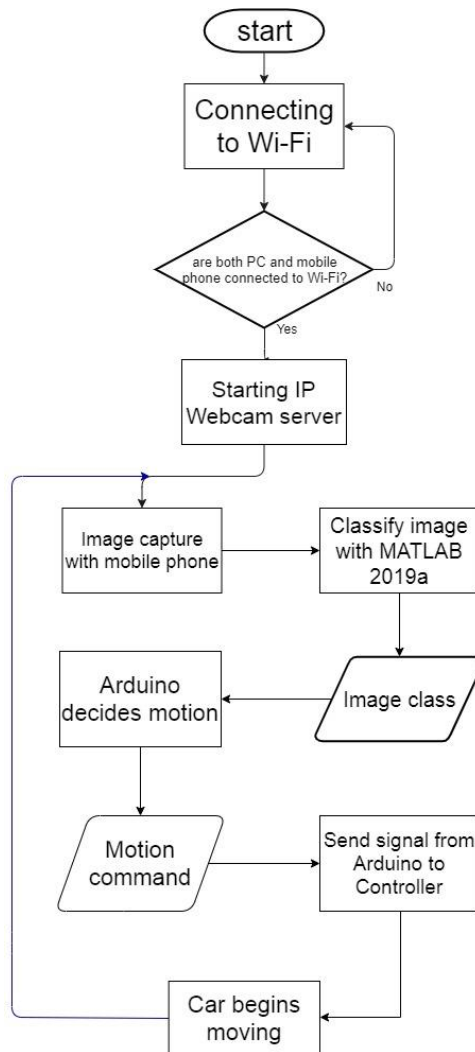 start
Connecting
to Wi-Fi
are both PC and mobile
phone connected to Wi-Fi?
No
Yes
Starting IP
Webcam server
Image capture
with mobile phone
Classify image
with MATLAB
2019a
Image class
Arduino
decides motion
Motion
command
Send signal from
Arduino to
Controller
Car begins
moving